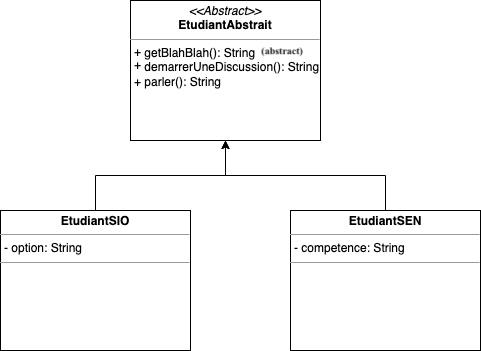 <<Abstract>>
EtudiantAbstrait
+ getBlahBlah(): String (abstract)
+ demarrerUneDiscussion(): String
+ parler(): String
EtudiantSIO
- option: String
EtudiantSEN
- competence: String